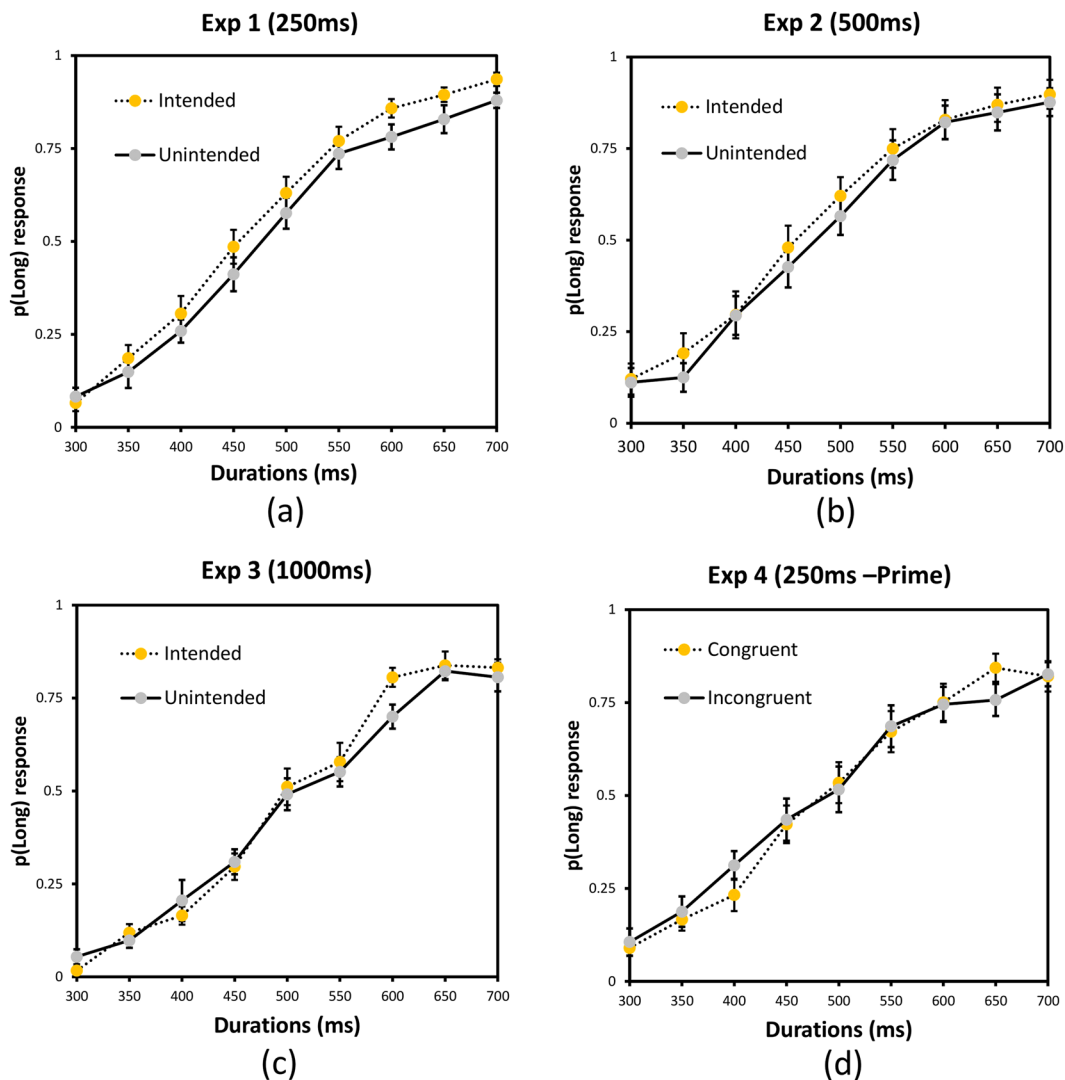 Exp 1 (250ms)
1
0.75
0.5
0.25
0
p(Long) response
Intended
Unintended
300 350 400 450 500 550 600 650 700
Durations (ms)
(a)
Exp 2 (500ms)
1
0.75
0.5
0.25
0
p(Long) response
Intended
Unintended
300 350 400 450 500 550 600 650 700
Durations (ms)
(b)
Exp 3 (1000ms)
1
0.75
0.5
0.25
0
p(Long) response
Intended
Unintended
300 350 400 450 500 550 600 650 700
Durations (ms)
(c)
Exp 4 (250ms –Prime)
1
0.75
0.5
0.25
0
p(Long) response
Congruent
Incongruent
300 350 400 450 500 550 600 650 700
Durations (ms)
(d)